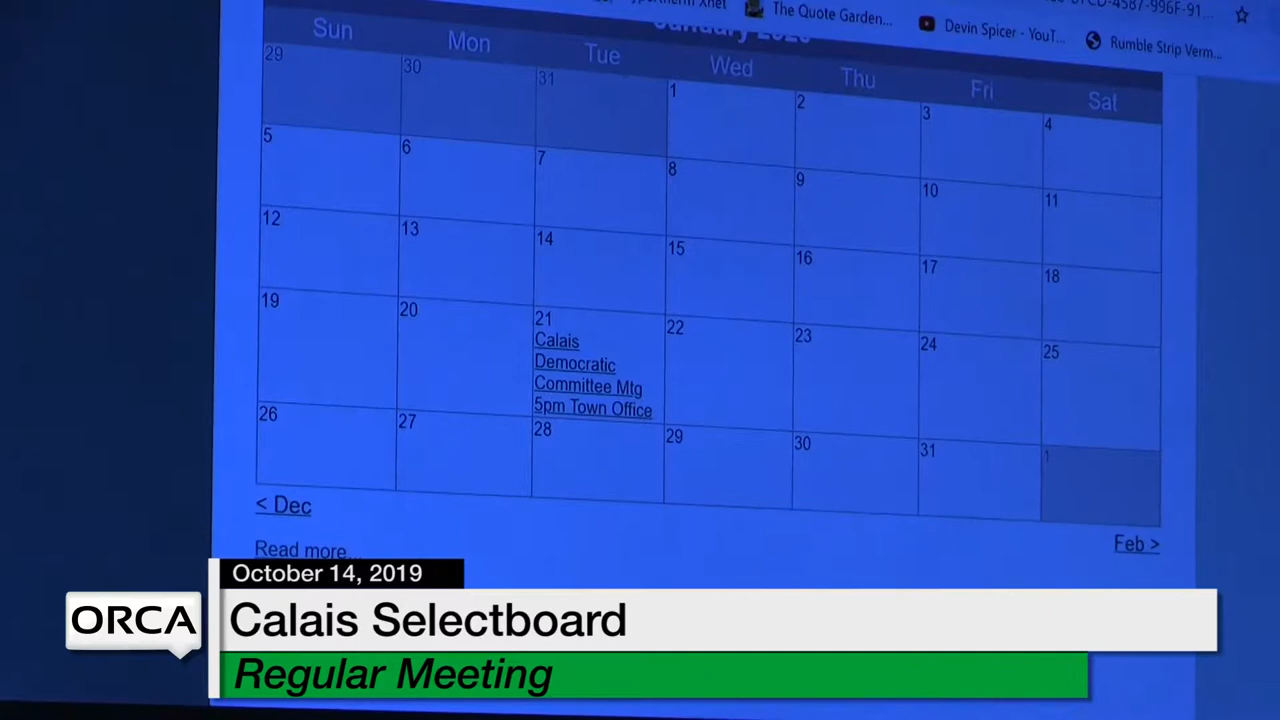 The Quote Garden...
Devin Spicer - YouT...
Rumble Strip Verm...
Sun Mon Tue Wed Thu Fri Sat
29 30 31 1 2 3 4
5 6 7 8 9 10 11
12 13 14 15 16 17 18
19 20 21 22 23 24 25
Calais
Democratic
Committee Mtg
5pm Town Office
26 27 28 29 30 31 1
< Dec
Feb >
Read more...
October 14, 2019
ORCA
Calais Selectboard
Regular Meeting